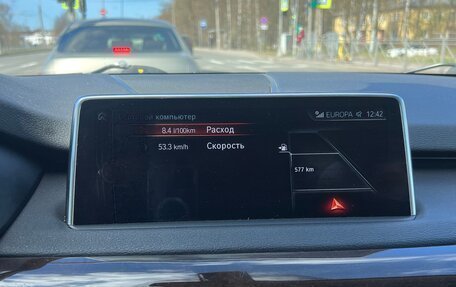 EUROPA 12:42
компьютер
8.4 l/100km Расход
53.3 km/h Скорость
577 km